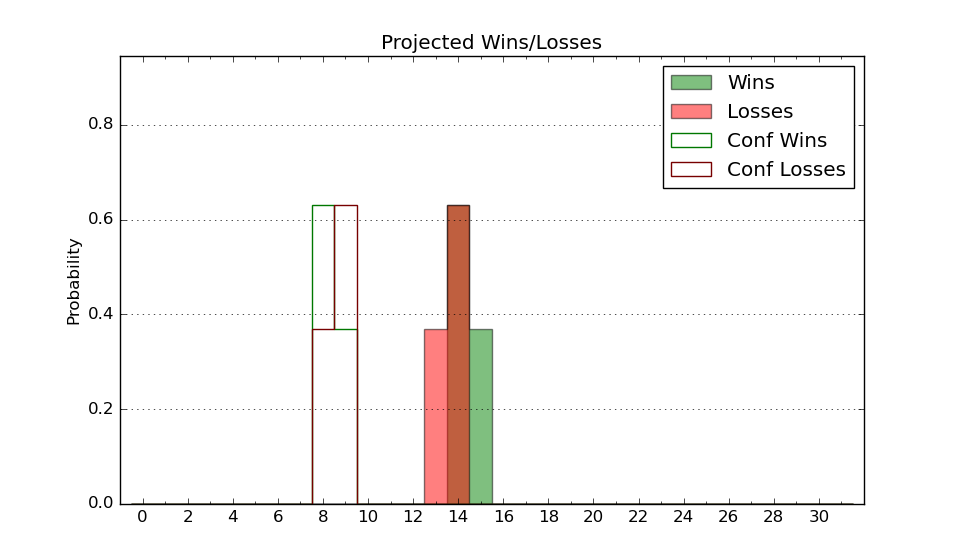 Projected Wins/Losses
Wins
Losses
Conf Wins
Conf Losses
Probability
0.8
0.6
0.4
0.2
0.0
0 2 4 6 8 10 12 14 16 18 20 22 24 26 28 30